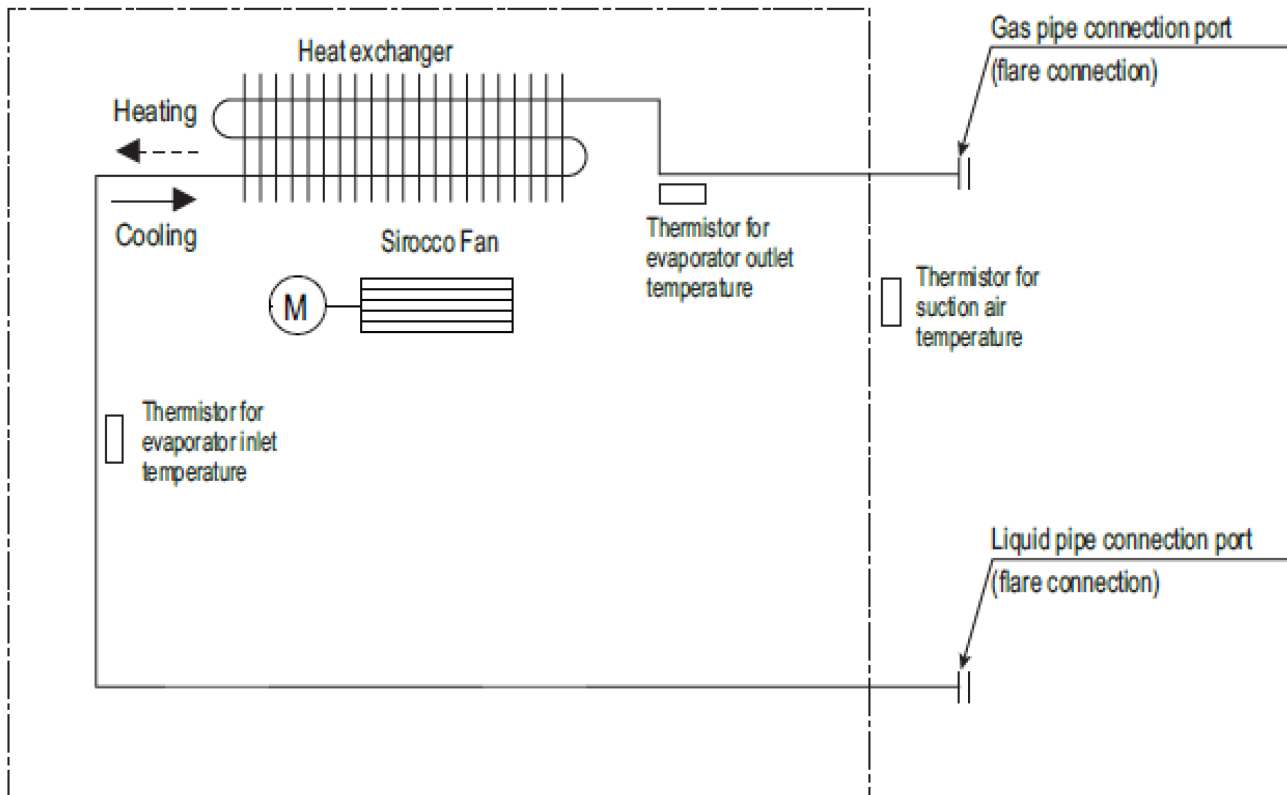 Heat exchanger
Gas pipe connection port
(flare connection)
Heating
Cooling
Sirocco Fan
M
Thermistor for
evaporator outlet
temperature
Thermistor for
suction air
temperature
Thermistor for
evaporator inlet
temperature
Liquid pipe connection port
(flare connection)